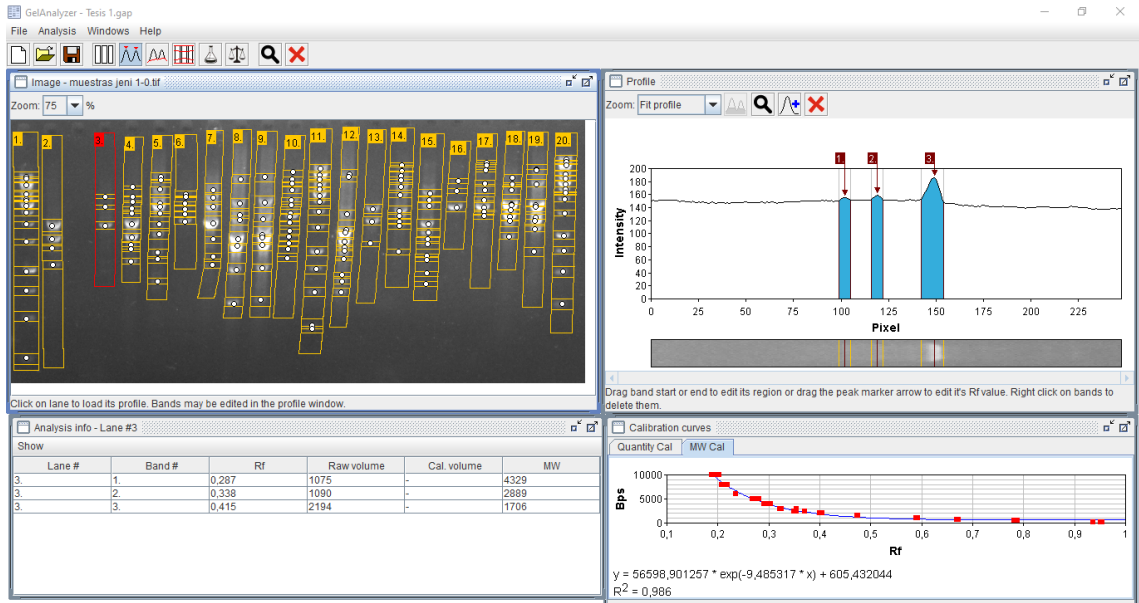 GelAnalyzer - Tesis 1.gap
File Analysis Windows Help
Image - muestras jeni 1-0.tif
Zoom: 75 %
1. 2. 3. 4. 5. 6. 7. 8. 9. 10. 11. 12. 13. 14. 15. 16. 17. 18. 19. 20.
Click on lane to load its profile. Bands may be edited in the profile window.
Profile
Zoom: Fit profile
1. 2. 3.
200
180
160
140
120
100
80
60
40
20
0
Intensity
0 25 50 75 100 125 150 175 200 225
Pixel
Drag band start or end to edit its region or drag the peak marker arrow to edit it's Rf value. Right click on bands to
delete them.
Analysis info - Lane #3
Show
Lane # Band # Rf Raw volume Cal. volume MW
3. 1. 0,287 1075 - 4329
3. 2. 0,338 1090 - 2889
3. 3. 0,415 2194 - 1706
Calibration curves
Quantity Cal MW Cal
10000
5000
0
Bps
0,1 0,2 0,3 0,4 0,5 0,6 0,7 0,8 0,9 1
Rf
y = 56598,901257 * exp(-9,485317 * x) + 605,432044
R2 = 0,986